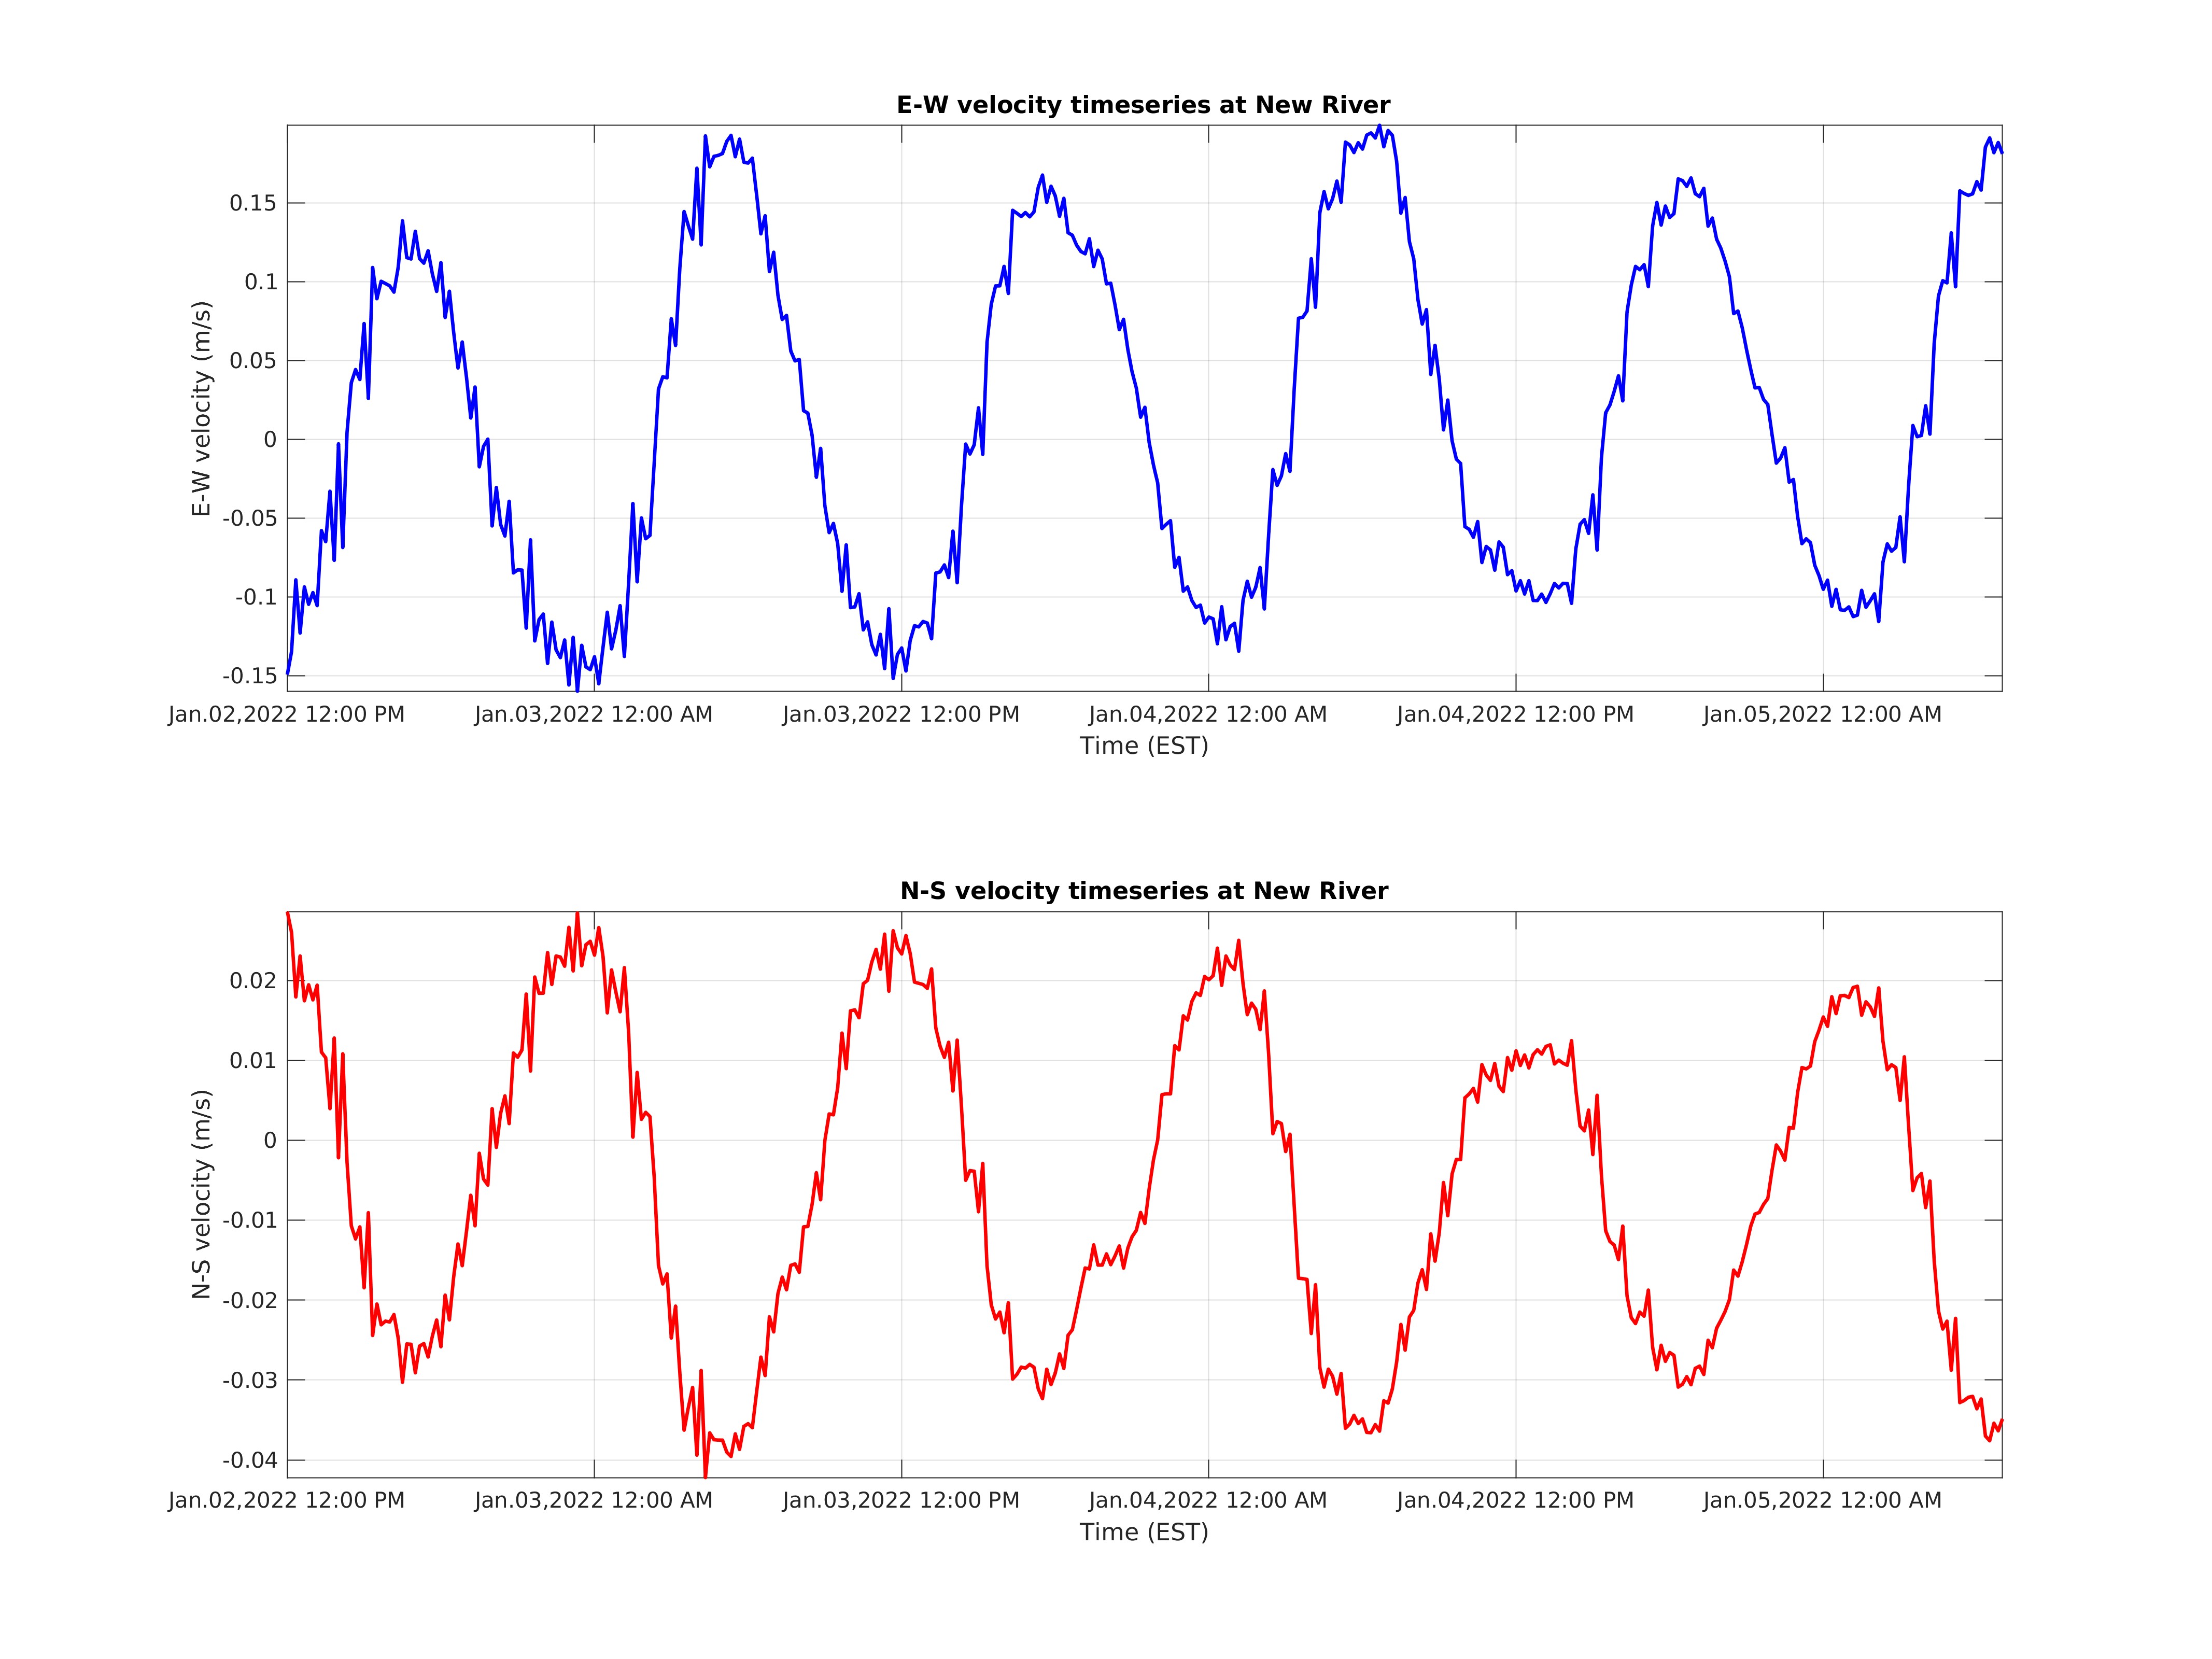 E-W velocity timeseries at New River
E-W velocity (m/s)
0.15
0.1
0.05
0
-0.05
-0.1
-0.15
Jan.02,2022 12:00 PM
Jan.03,2022 12:00 AM
Jan.03,2022 12:00 PM
Jan.04,2022 12:00 AM
Jan.04,2022 12:00 PM
Jan.05,2022 12:00 AM
Time (EST)
N-S velocity timeseries at New River
N-S velocity (m/s)
0.02
0.01
0
-0.01
-0.02
-0.03
-0.04
Jan.02,2022 12:00 PM
Jan.03,2022 12:00 AM
Jan.03,2022 12:00 PM
Jan.04,2022 12:00 AM
Jan.04,2022 12:00 PM
Jan.05,2022 12:00 AM
Time (EST)